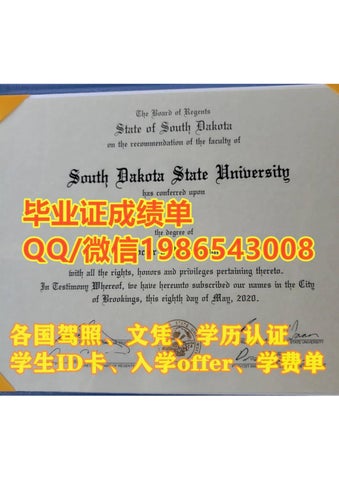 The Board of Regents
State of South Dakota
on the recommendation of the faculty of
South Dakota State University
has conferred upon
毕业证成绩单
the degree of
QQ/微信1986543008
with all the rights, honors and privileges pertaining thereto.
In Testimony Whereof, we have hereunto subscribed our names in the City
of Brookings, this eighth day of May, 2020.
各国驾照、文凭、学历认证
学生ID卡、入学offer、学费单